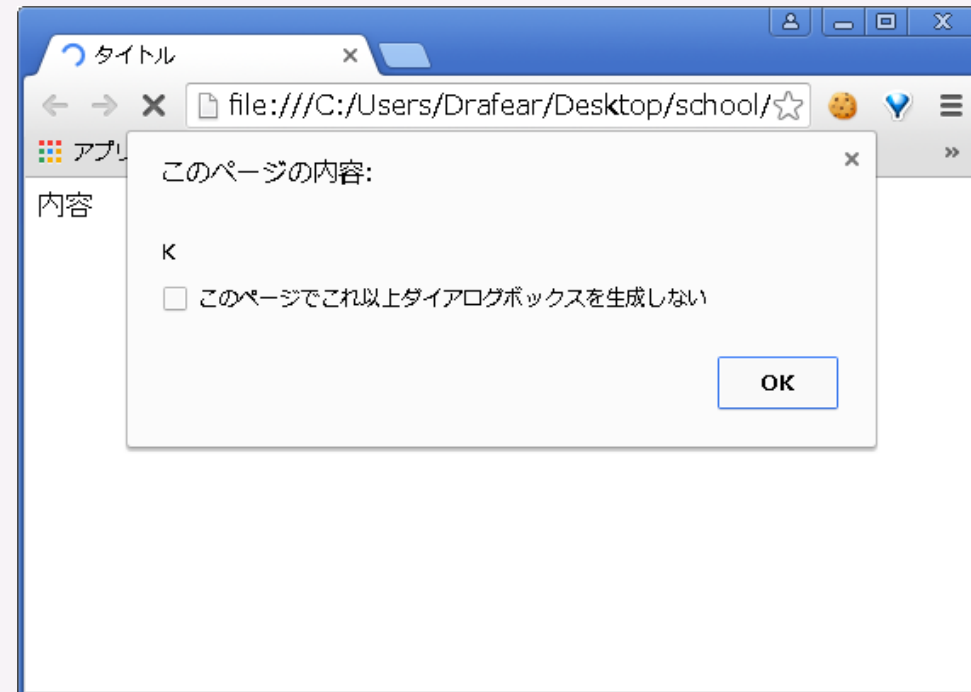 タイトル
file:///C:/Users/Drafear/Desktop/school/
アプリ
このページの内容:
内容
K
このページでこれ以上ダイアログボックスを生成しない
OK